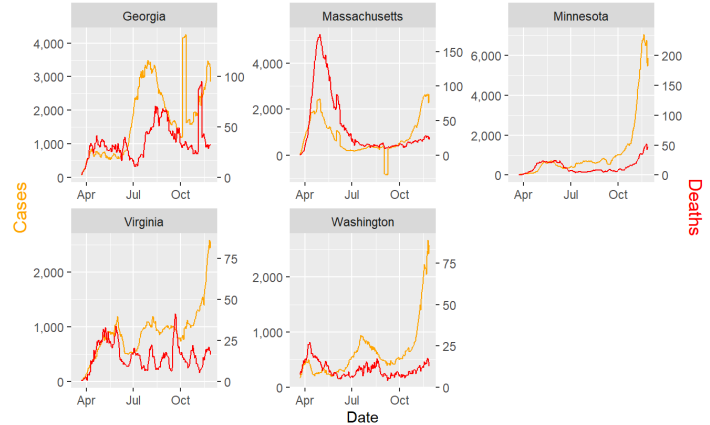 Georgia
Massachusetts
Minnesota
4,000
3,000
2,000
1,000
0
100
50
0
4,000
2,000
0
150
100
50
0
6,000
4,000
2,000
0
200
150
100
50
0
Apr Jul Oct
Apr Jul Oct
Apr Jul Oct
Cases
Deaths
Virginia
Washington
2,000
1,000
0
75
50
25
0
2,000
1,000
0
75
50
25
0
Apr Jul Oct
Apr Jul Oct
Date